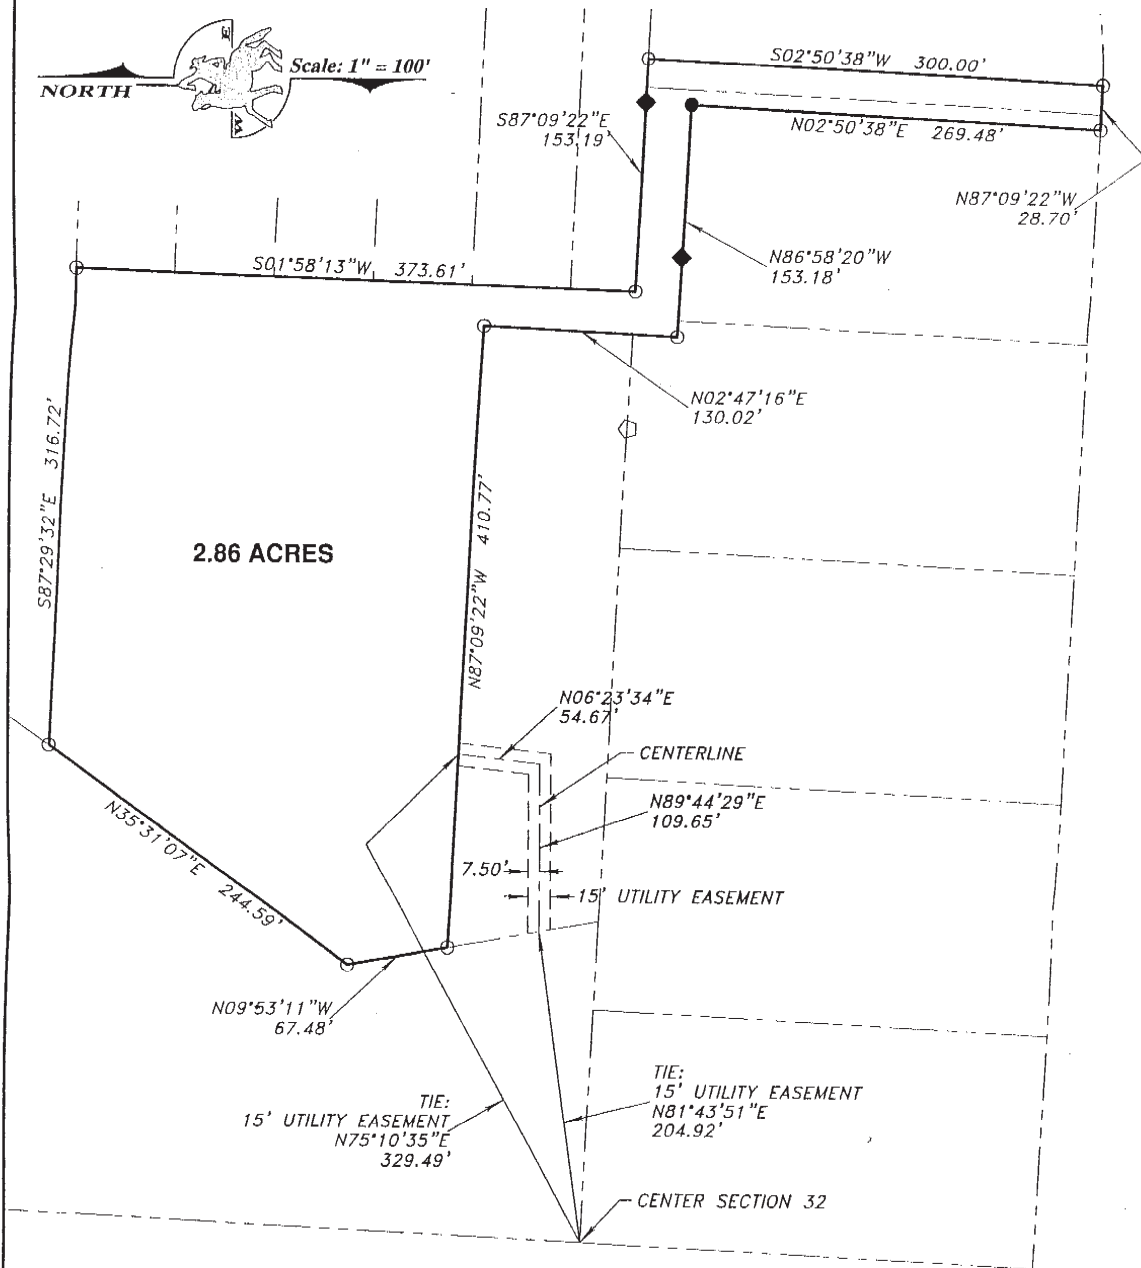 E
NORTH
W
Scale: 1" = 100'
S02°50'38"W 300.00'
S87°09'22"E
153.19'
N02°50'38"E 269.48'
N87°09'22"W
28.70'
N86°58'20"W
153.18'
S01°58'13"W 373.61'
N02°47'16"E
130.02'
S87°29'32"E 316.72'
2.86 ACRES
N87°09'22"W 410.77'
N06°23'34"E
54.67'
CENTERLINE
N89°44'29"E
109.65'
7.50'
15' UTILITY EASEMENT
N35°31'07"E 244.59'
N09°53'11"W
67.48'
TIE:
15' UTILITY EASEMENT
N75°10'35"E
329.49'
TIE:
15' UTILITY EASEMENT
N81°43'51"E
204.92'
CENTER SECTION 32